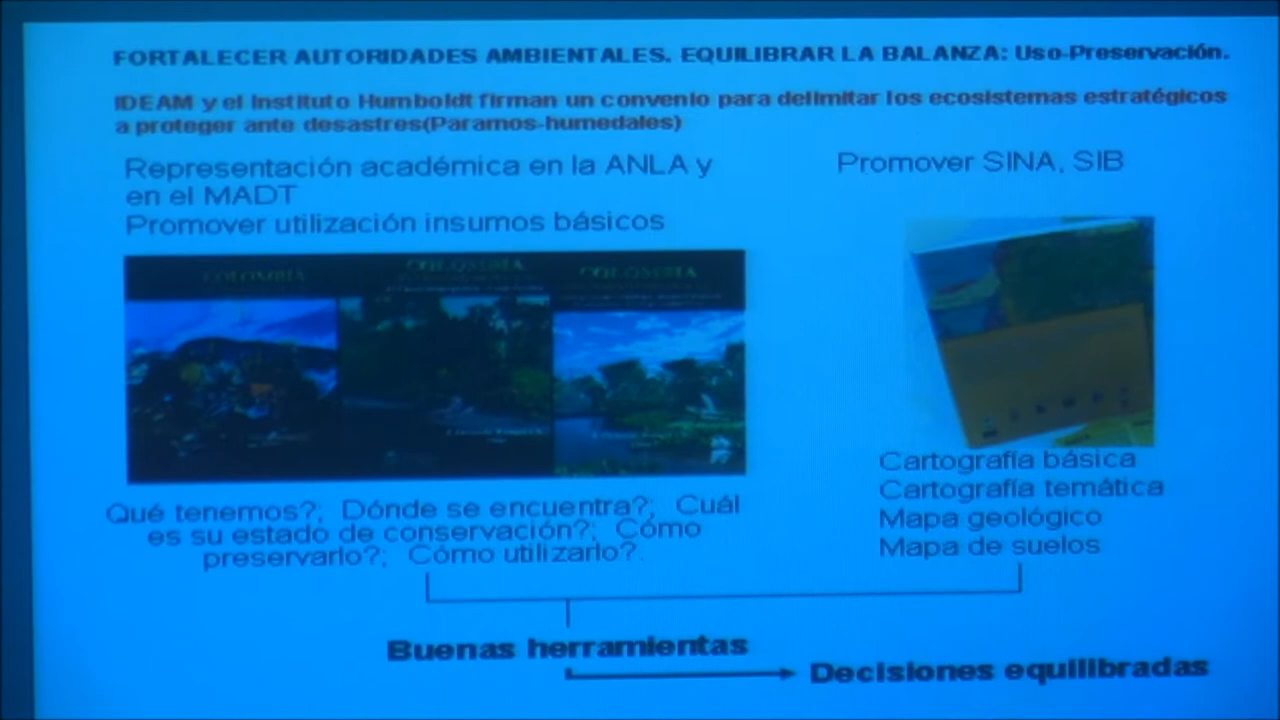 FORTALECER AUTORIDADES AMBIENTALES. EQUILIBRAR LA BALANZA: Uso-Preservación.
IDEAM y el Instituto Humboldt firman un convenio para delimitar los ecosistemas estratégicos
a proteger ante desastres(Paramos-humedales)
Representación académica en la ANLA y
en el MADT
Promover utilización insumos básicos
Promover SINA, SIB
COLOMBIA
COLOMBIA
COLOMBIA
Qué tenemos?; Dónde se encuentra?; Cuál
es su estado de conservación?; Cómo
preservarlo?; Cómo utilizarlo?.
Cartografía básica
Cartografía temática
Mapa geológico
Mapa de suelos
Buenas herramientas
Decisiones equilibradas